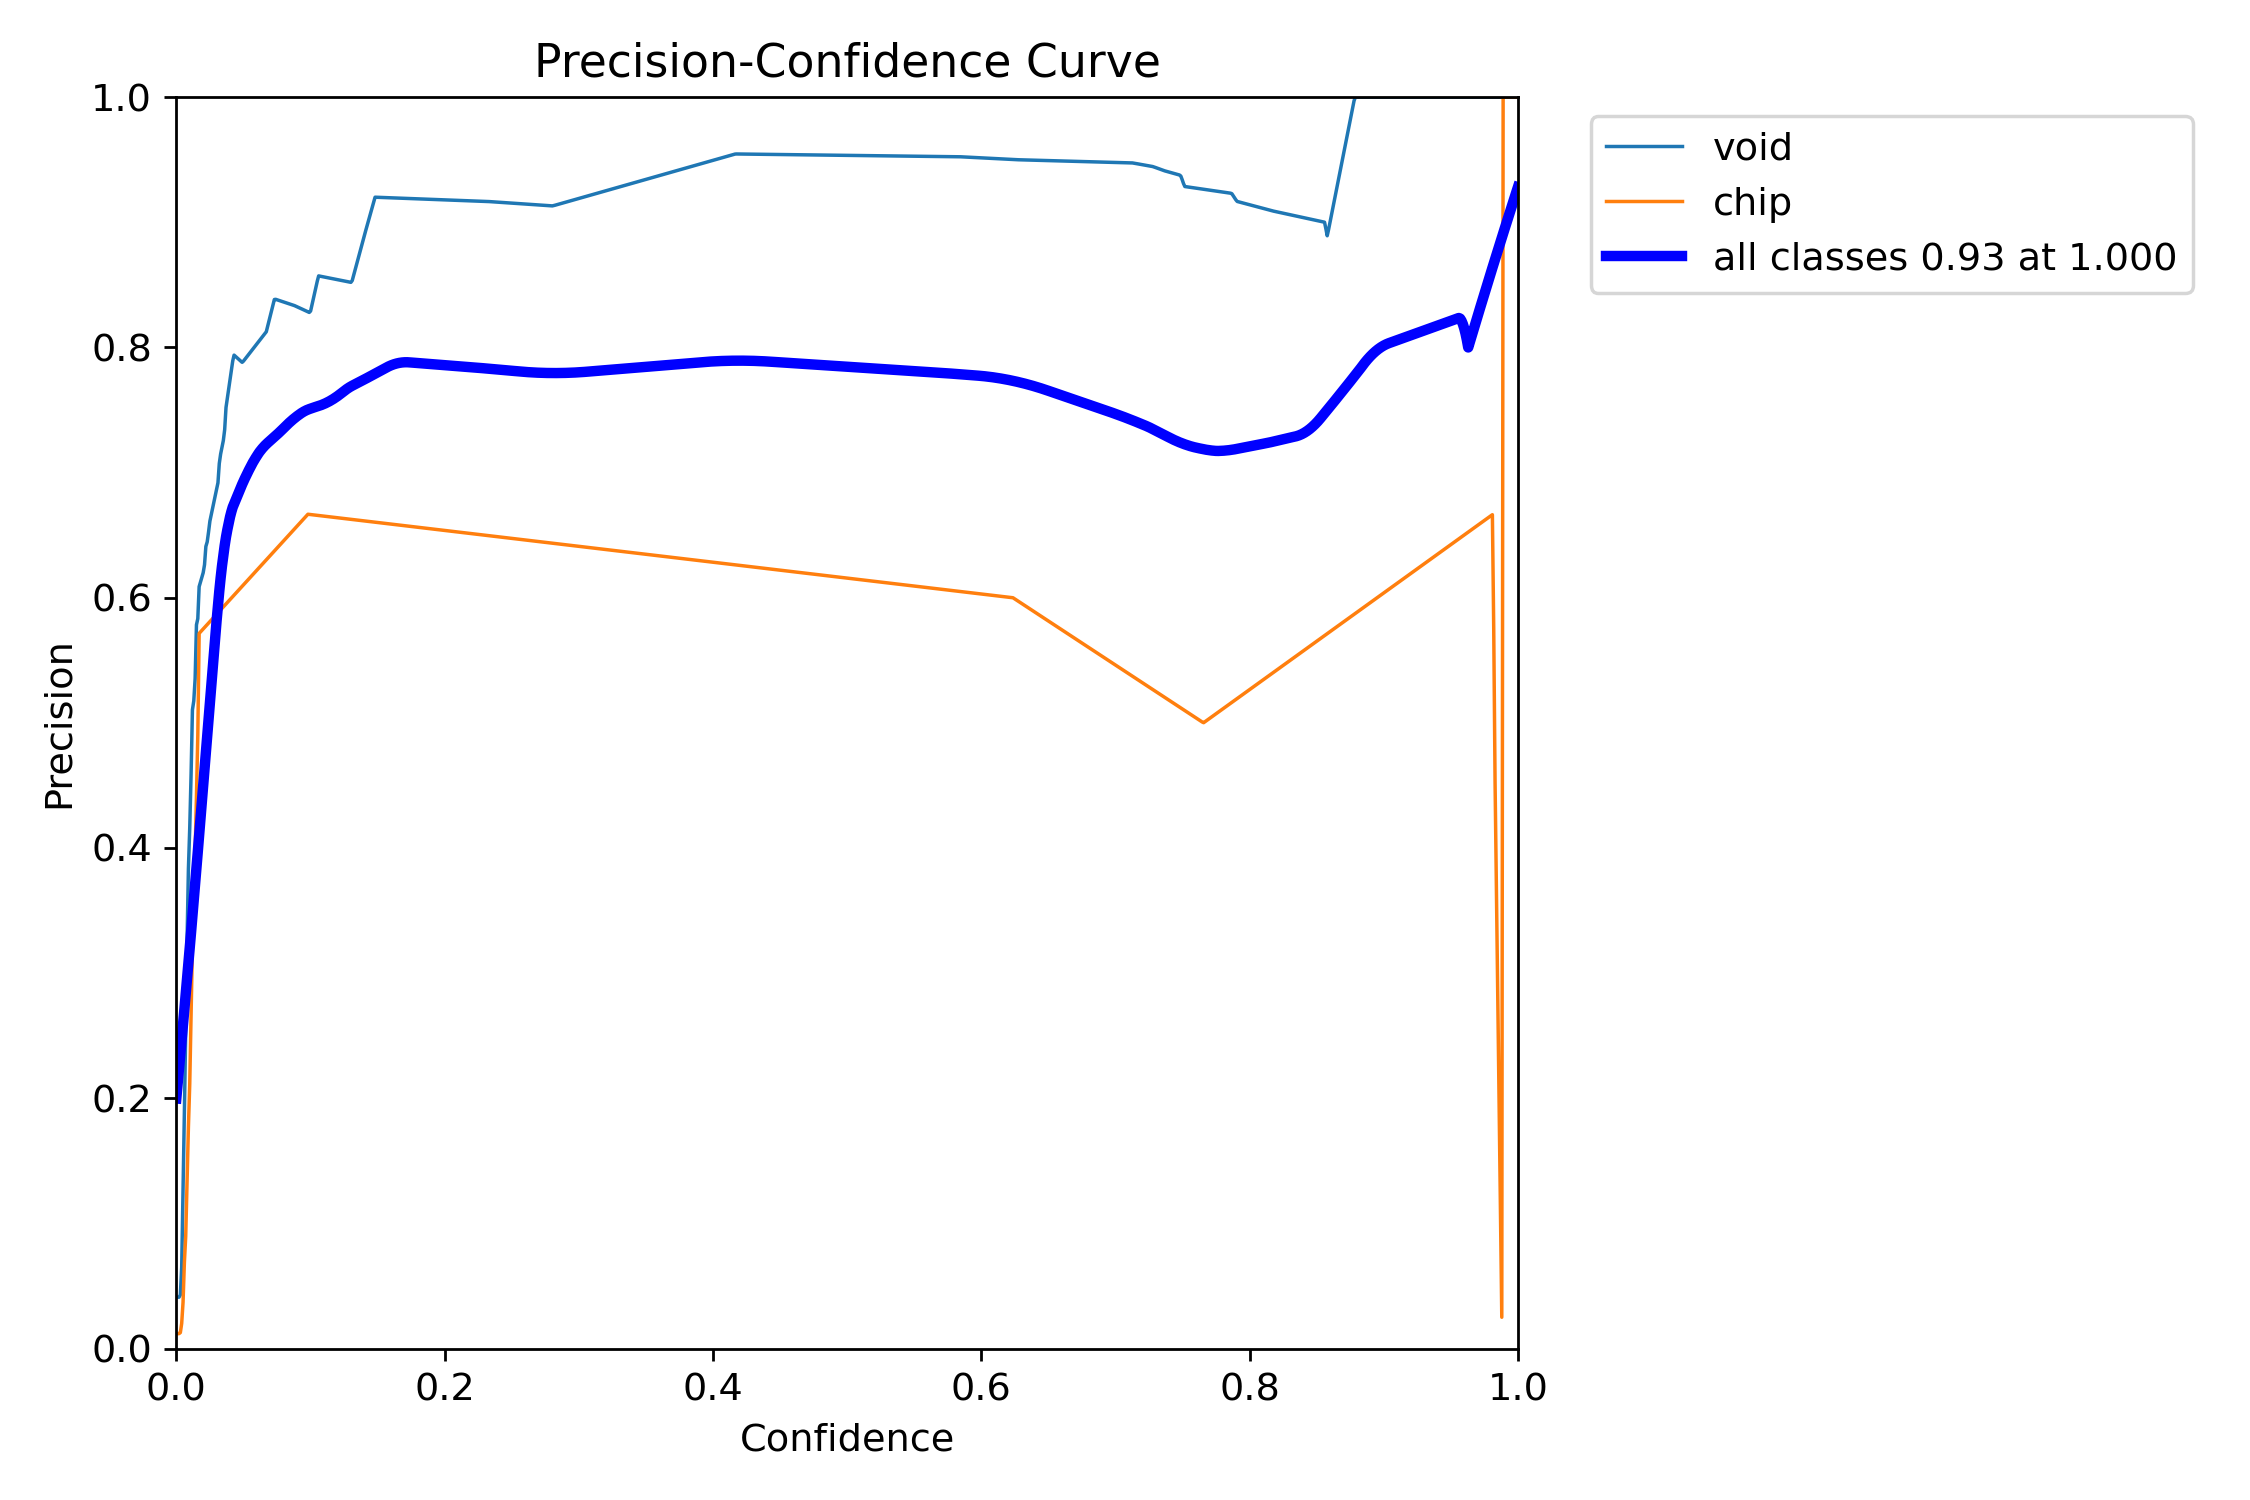 Precision-Confidence Curve
1.0
0.8
0.6
0.4
0.2
0.0
Precision
0.0 0.2 0.4 0.6 0.8 1.0
Confidence
void
chip
all classes 0.93 at 1.000